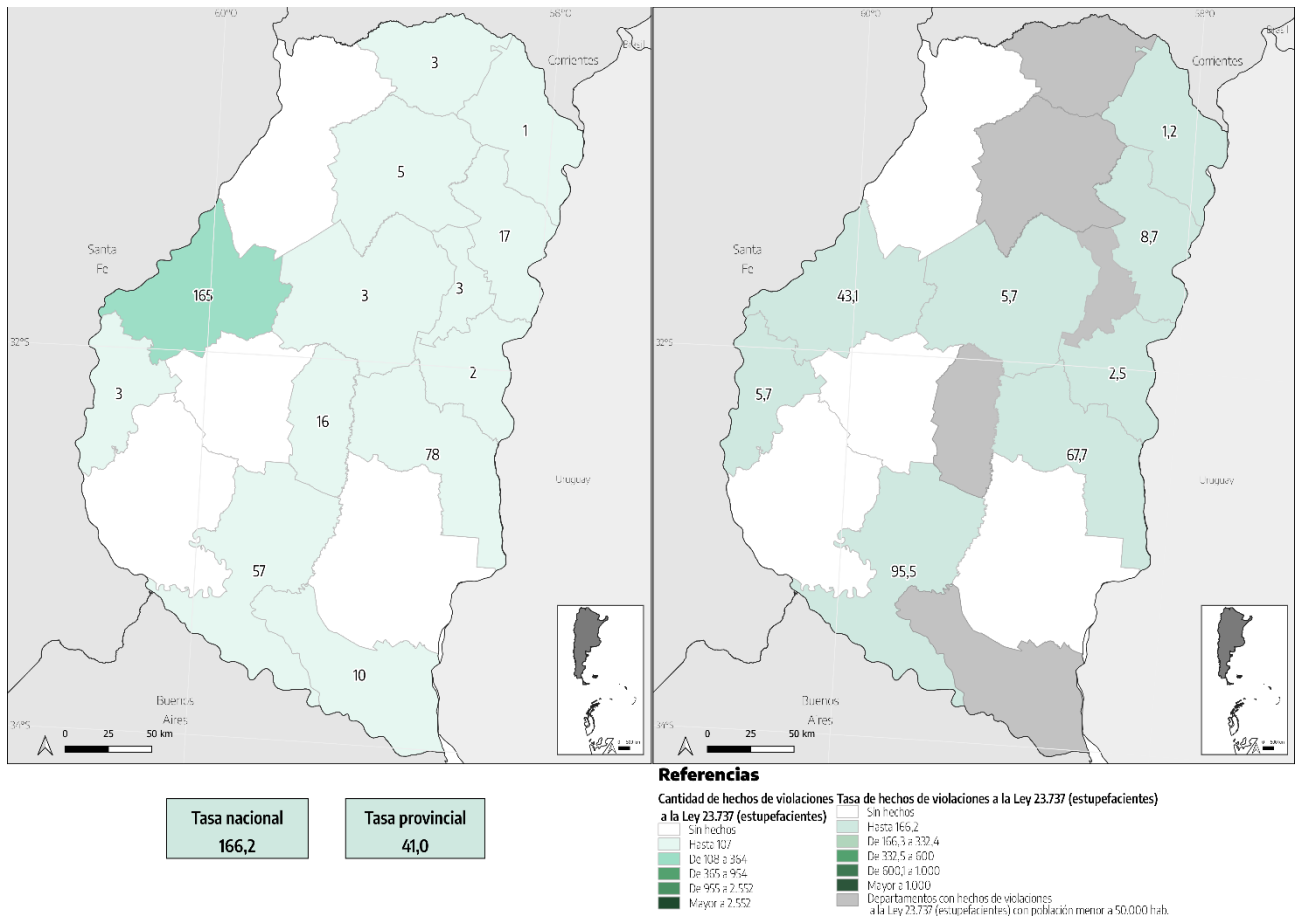 60°O
58°O
Brasil
Corrientes
3
1
5
17
Santa
Fe
165
3
3
32°S
2
3
16
78
Uruguay
57
10
Buenos
Aires
34°S
0 25 50 km
60°O
58°O
Brasil
Corrientes
1,2
8,7
Santa
Fe
43,1
5,7
32°S
2,5
5,7
67,7
Uruguay
95,5
Buenos
Aires
34°S
0 25 50 km
Tasa nacional
166,2
Tasa provincial
41,0
Referencias
Cantidad de hechos de violaciones
a la Ley 23.737 (estupefacientes)
Sin hechos
Hasta 107
De 108 a 364
De 365 a 954
De 955 a 2.552
Mayor a 2.552
Tasa de hechos de violaciones a la Ley 23.737 (estupefacientes)
Sin hechos
Hasta 166,2
De 166,3 a 332,4
De 332,5 a 600
De 600,1 a 1.000
Mayor a 1.000
Departamentos con hechos de violaciones
a la Ley 23.737 (estupefacientes) con población menor a 50.000 hab.